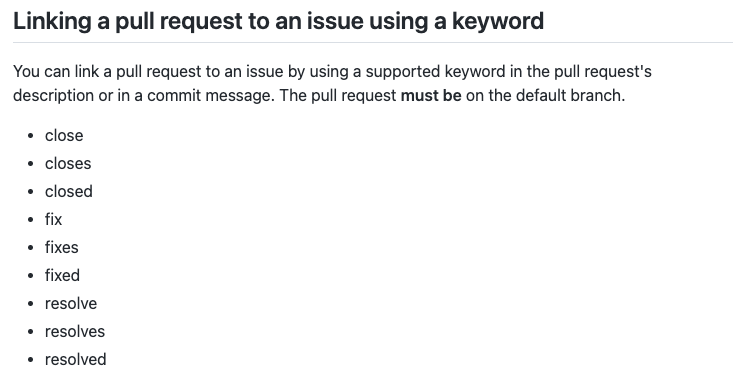 Linking a pull request to an issue using a keyword
You can link a pull request to an issue by using a supported keyword in the pull request's
description or in a commit message. The pull request must be on the default branch.
• close
• closes
• closed
• fix
• fixes
• fixed
• resolve
• resolves
• resolved